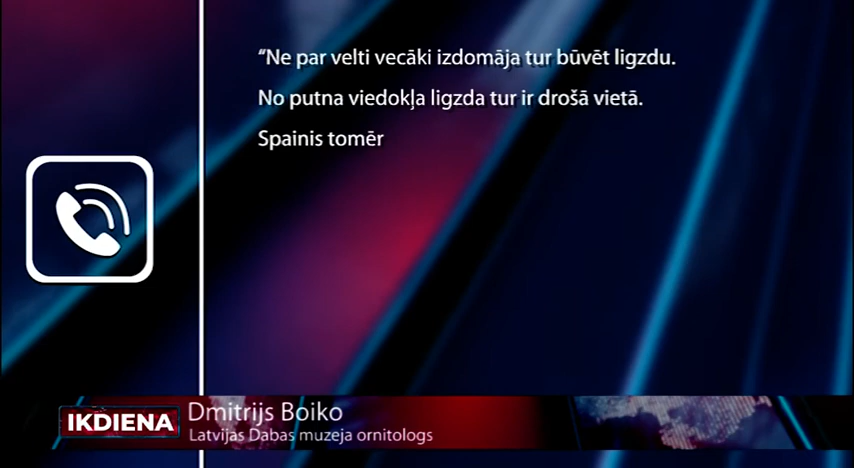 “Ne par velti vecāki izdomāja tur būvēt ligzdu.
No putna viedokļa ligzda tur ir drošā vietā.
Spainis tomēr
IKDIENA
Dmitrijs Boiko
Latvijas Dabas muzeja ornitologs